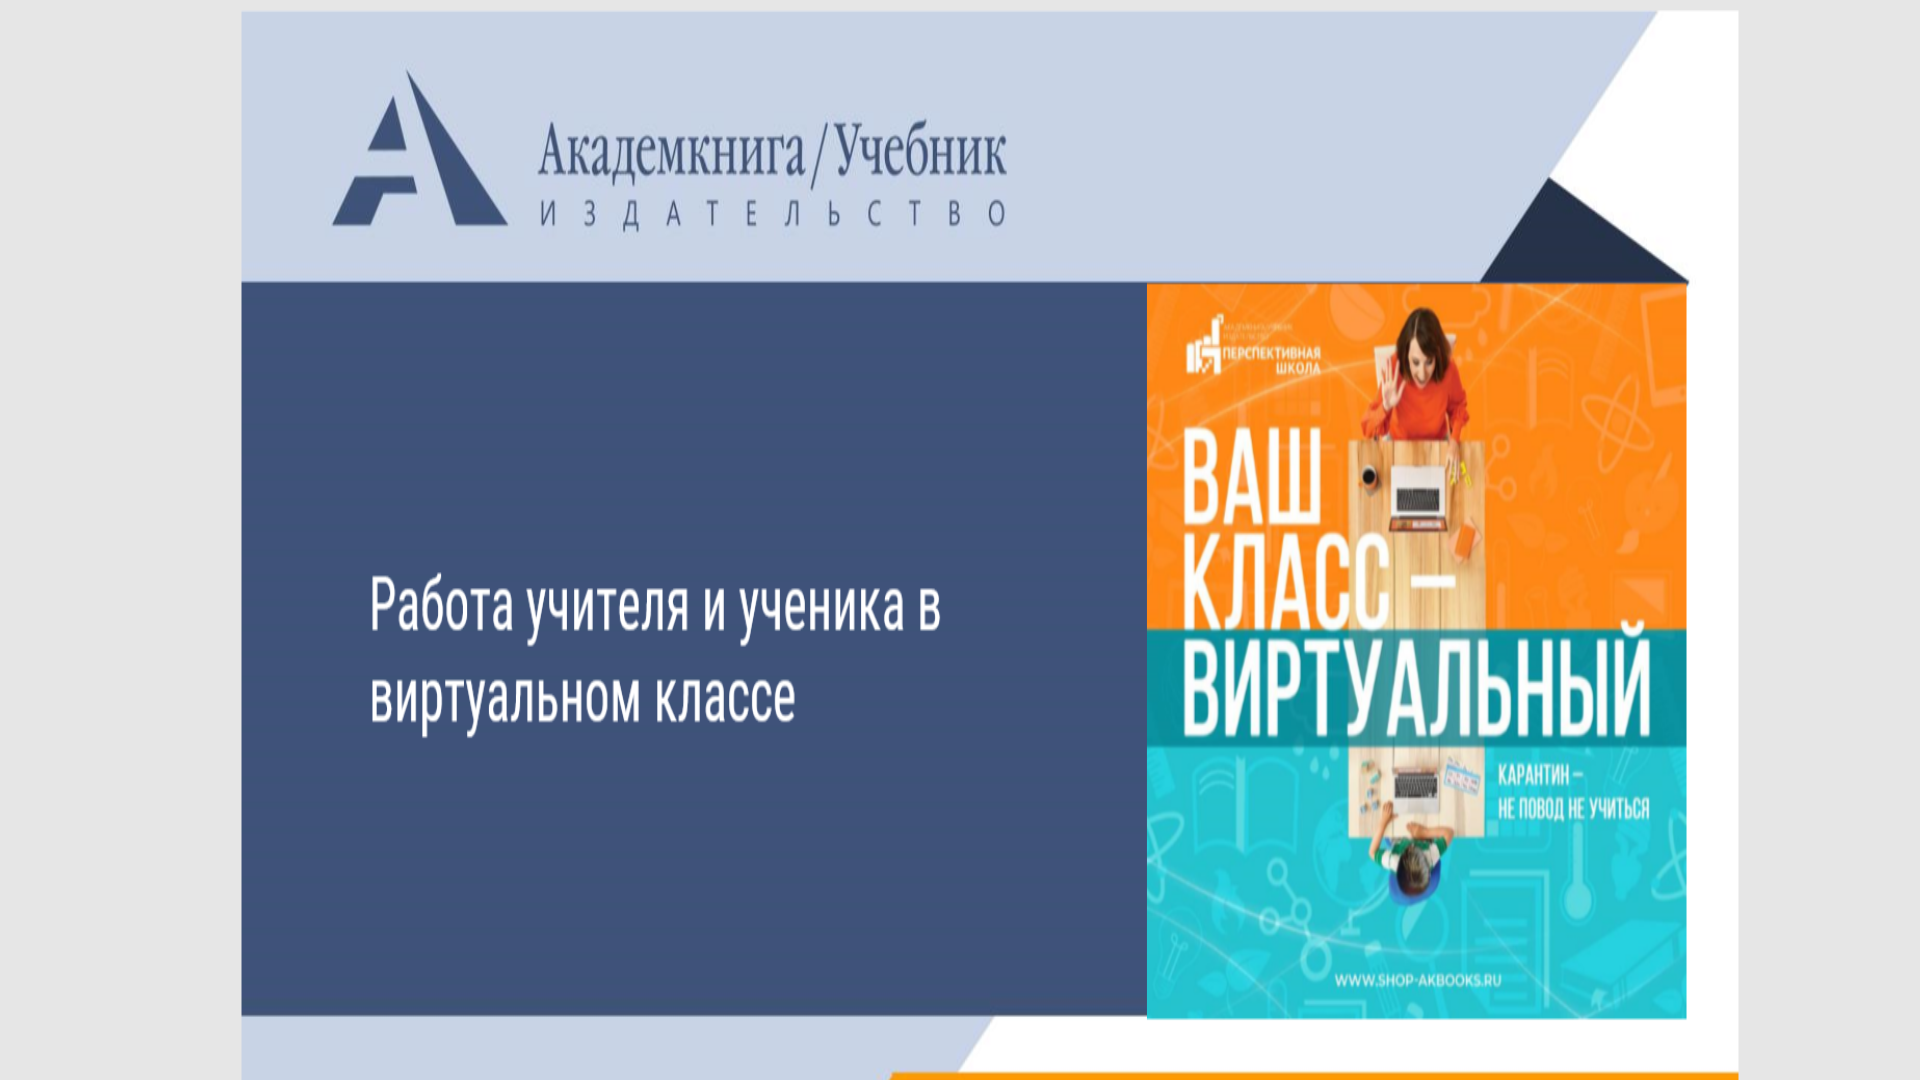 Академкнига/Учебник
ИЗДАТЕЛЬСТВО
Работа учителя и ученика в
виртуальном классе
ПЕРСПЕКТИВНАЯ
ШКОЛА
ВАШ
КЛАСС –
ВИРТУАЛЬНЫЙ
КАРАНТИН –
НЕ ПОВОД НЕ УЧИТЬСЯ
WWW.SHOP-AKBOOKS.RU